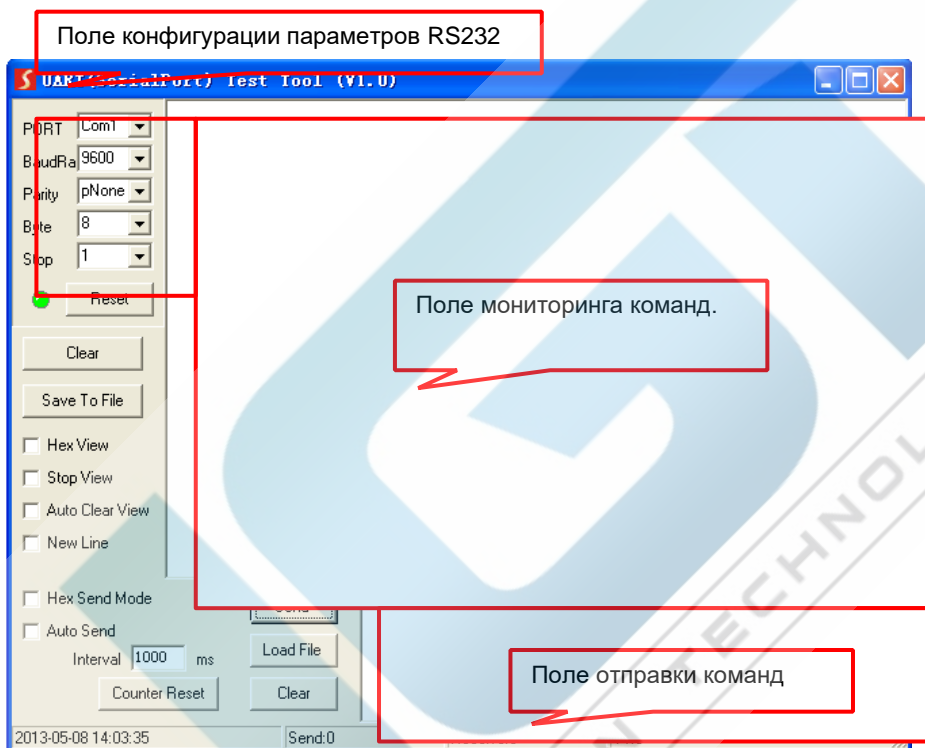 Поле конфигурации параметров RS232
UART(SerialPort) Test Tool (V1.0)
PORT Com1
BaudRa 9600
Parity pNone
Byte 8
Stop 1
Reset
Clear
Save To File
Hex View
Stop View
Auto Clear View
New Line
Поле мониторинга команд.
Hex Send Mode
Send
Auto Send
Interval 1000 ms
Load File
Counter Reset
Clear
Поле отправки команд
2013-05-08 14:03:35
Send:0